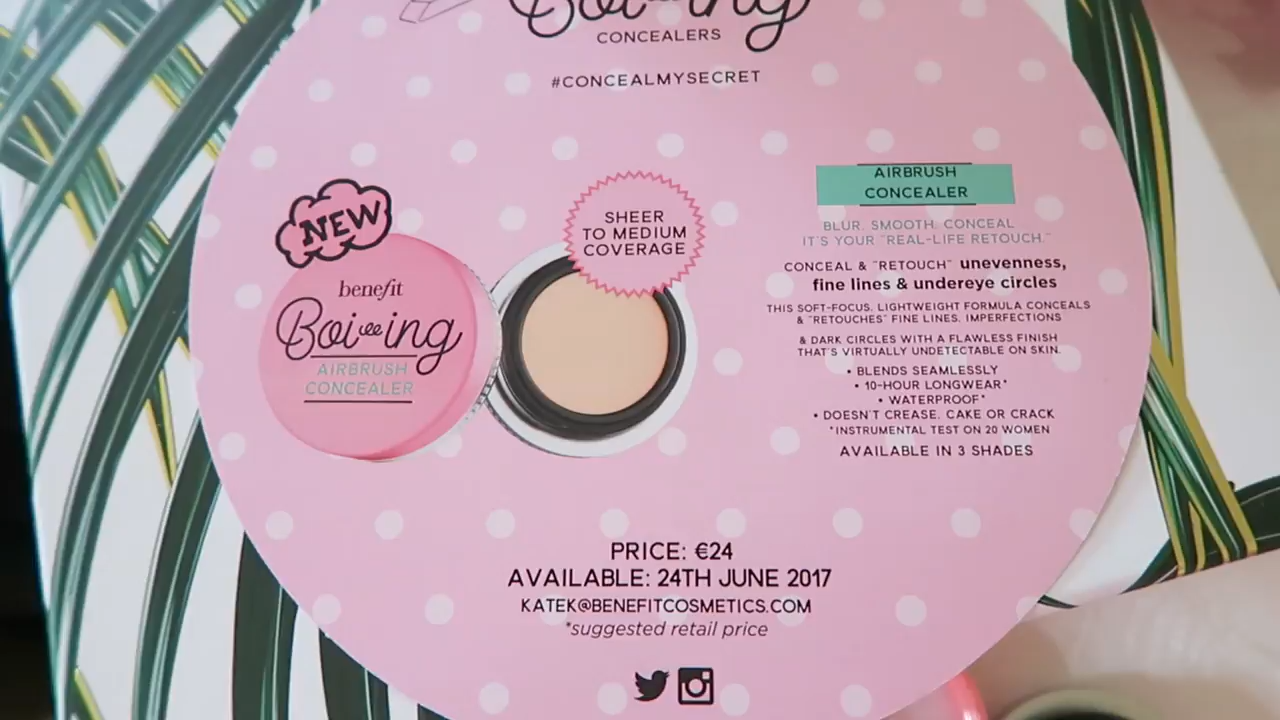 Boi-ing
CONCEALERS
#CONCEALMYSECRET
NEW
benefit
Boi-ing
AIRBRUSH
CONCEALER
SHEER
TO MEDIUM
COVERAGE
AIRBRUSH
CONCEALER
BLUR. SMOOTH. CONCEAL
IT'S YOUR "REAL-LIFE RETOUCH."
CONCEAL & "RETOUCH" unevenness,
fine lines & undereye circles
THIS SOFT-FOCUS, LIGHTWEIGHT FORMULA CONCEALS
& "RETOUCHES" FINE LINES, IMPERFECTIONS
& DARK CIRCLES WITH A FLAWLESS FINISH
THAT'S VIRTUALLY UNDETECTABLE ON SKIN.
• BLENDS SEAMLESSLY
• 10-HOUR LONGWEAR*
• WATERPROOF*
• DOESN'T CREASE, CAKE OR CRACK
*INSTRUMENTAL TEST ON 20 WOMEN
AVAILABLE IN 3 SHADES
PRICE: €24
AVAILABLE: 24TH JUNE 2017
KATEK@BENEFITCOSMETICS.COM
*suggested retail price